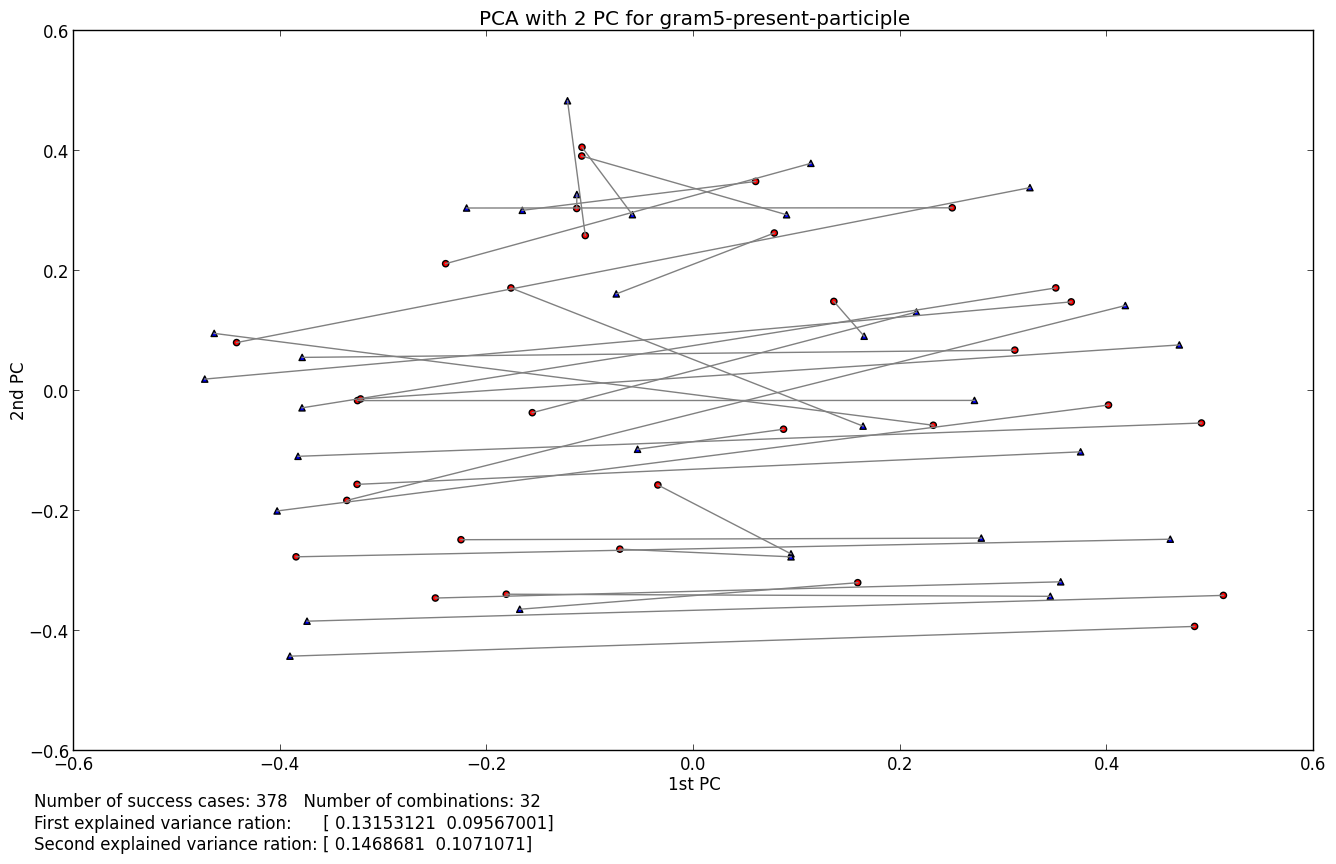 PCA with 2 PC for gram5-present-participle
0.6
0.4
0.2
0.0
−0.2
−0.4
−0.6
2nd PC
−0.6 −0.4 −0.2 0.0 0.2 0.4 0.6
1st PC
Number of success cases: 378 Number of combinations: 32
First explained variance ration: [ 0.13153121 0.09567001]
Second explained variance ration: [ 0.1468681 0.1071071]